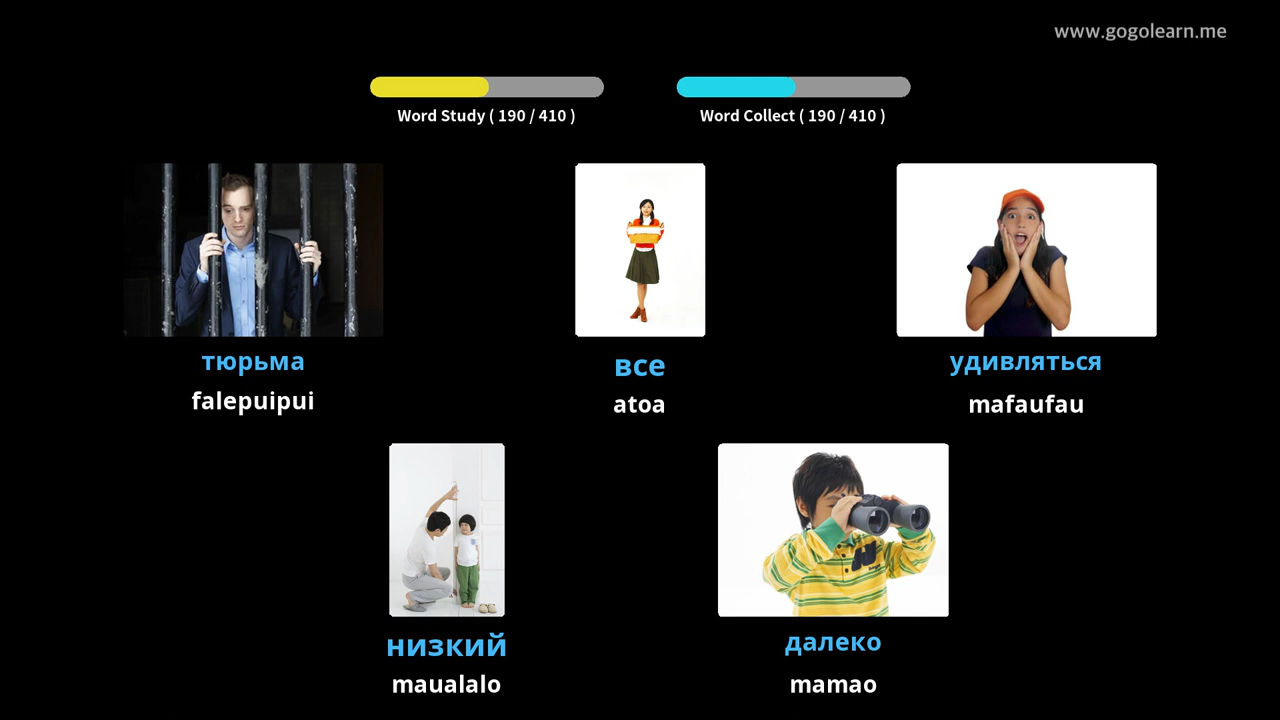 www.gogolearn.me
Word Study ( 190 / 410 )
Word Collect ( 190 / 410 )
тюрьма
falepuipui
все
atoa
удивляться
mafaufau
низкий
maualalo
далеко
mamao